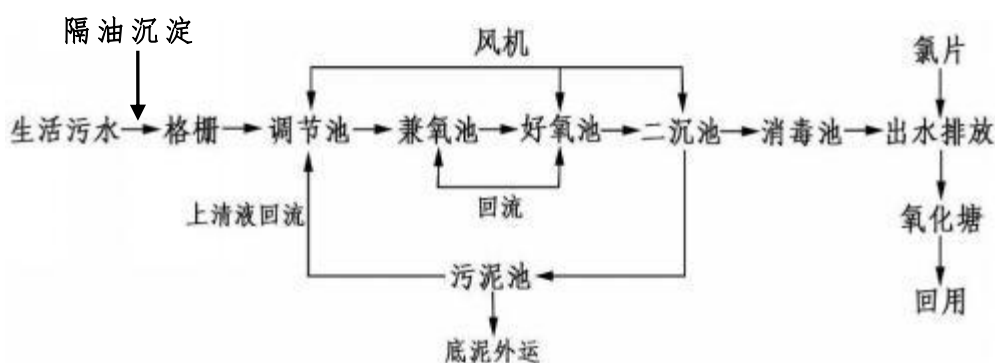 隔油沉淀
风机
氯片
生活污水
格栅
调节池
兼氧池
好氧池
二沉池
消毒池
出水排放
上清液回流
回流
氧化塘
污泥池
回用
底泥外运